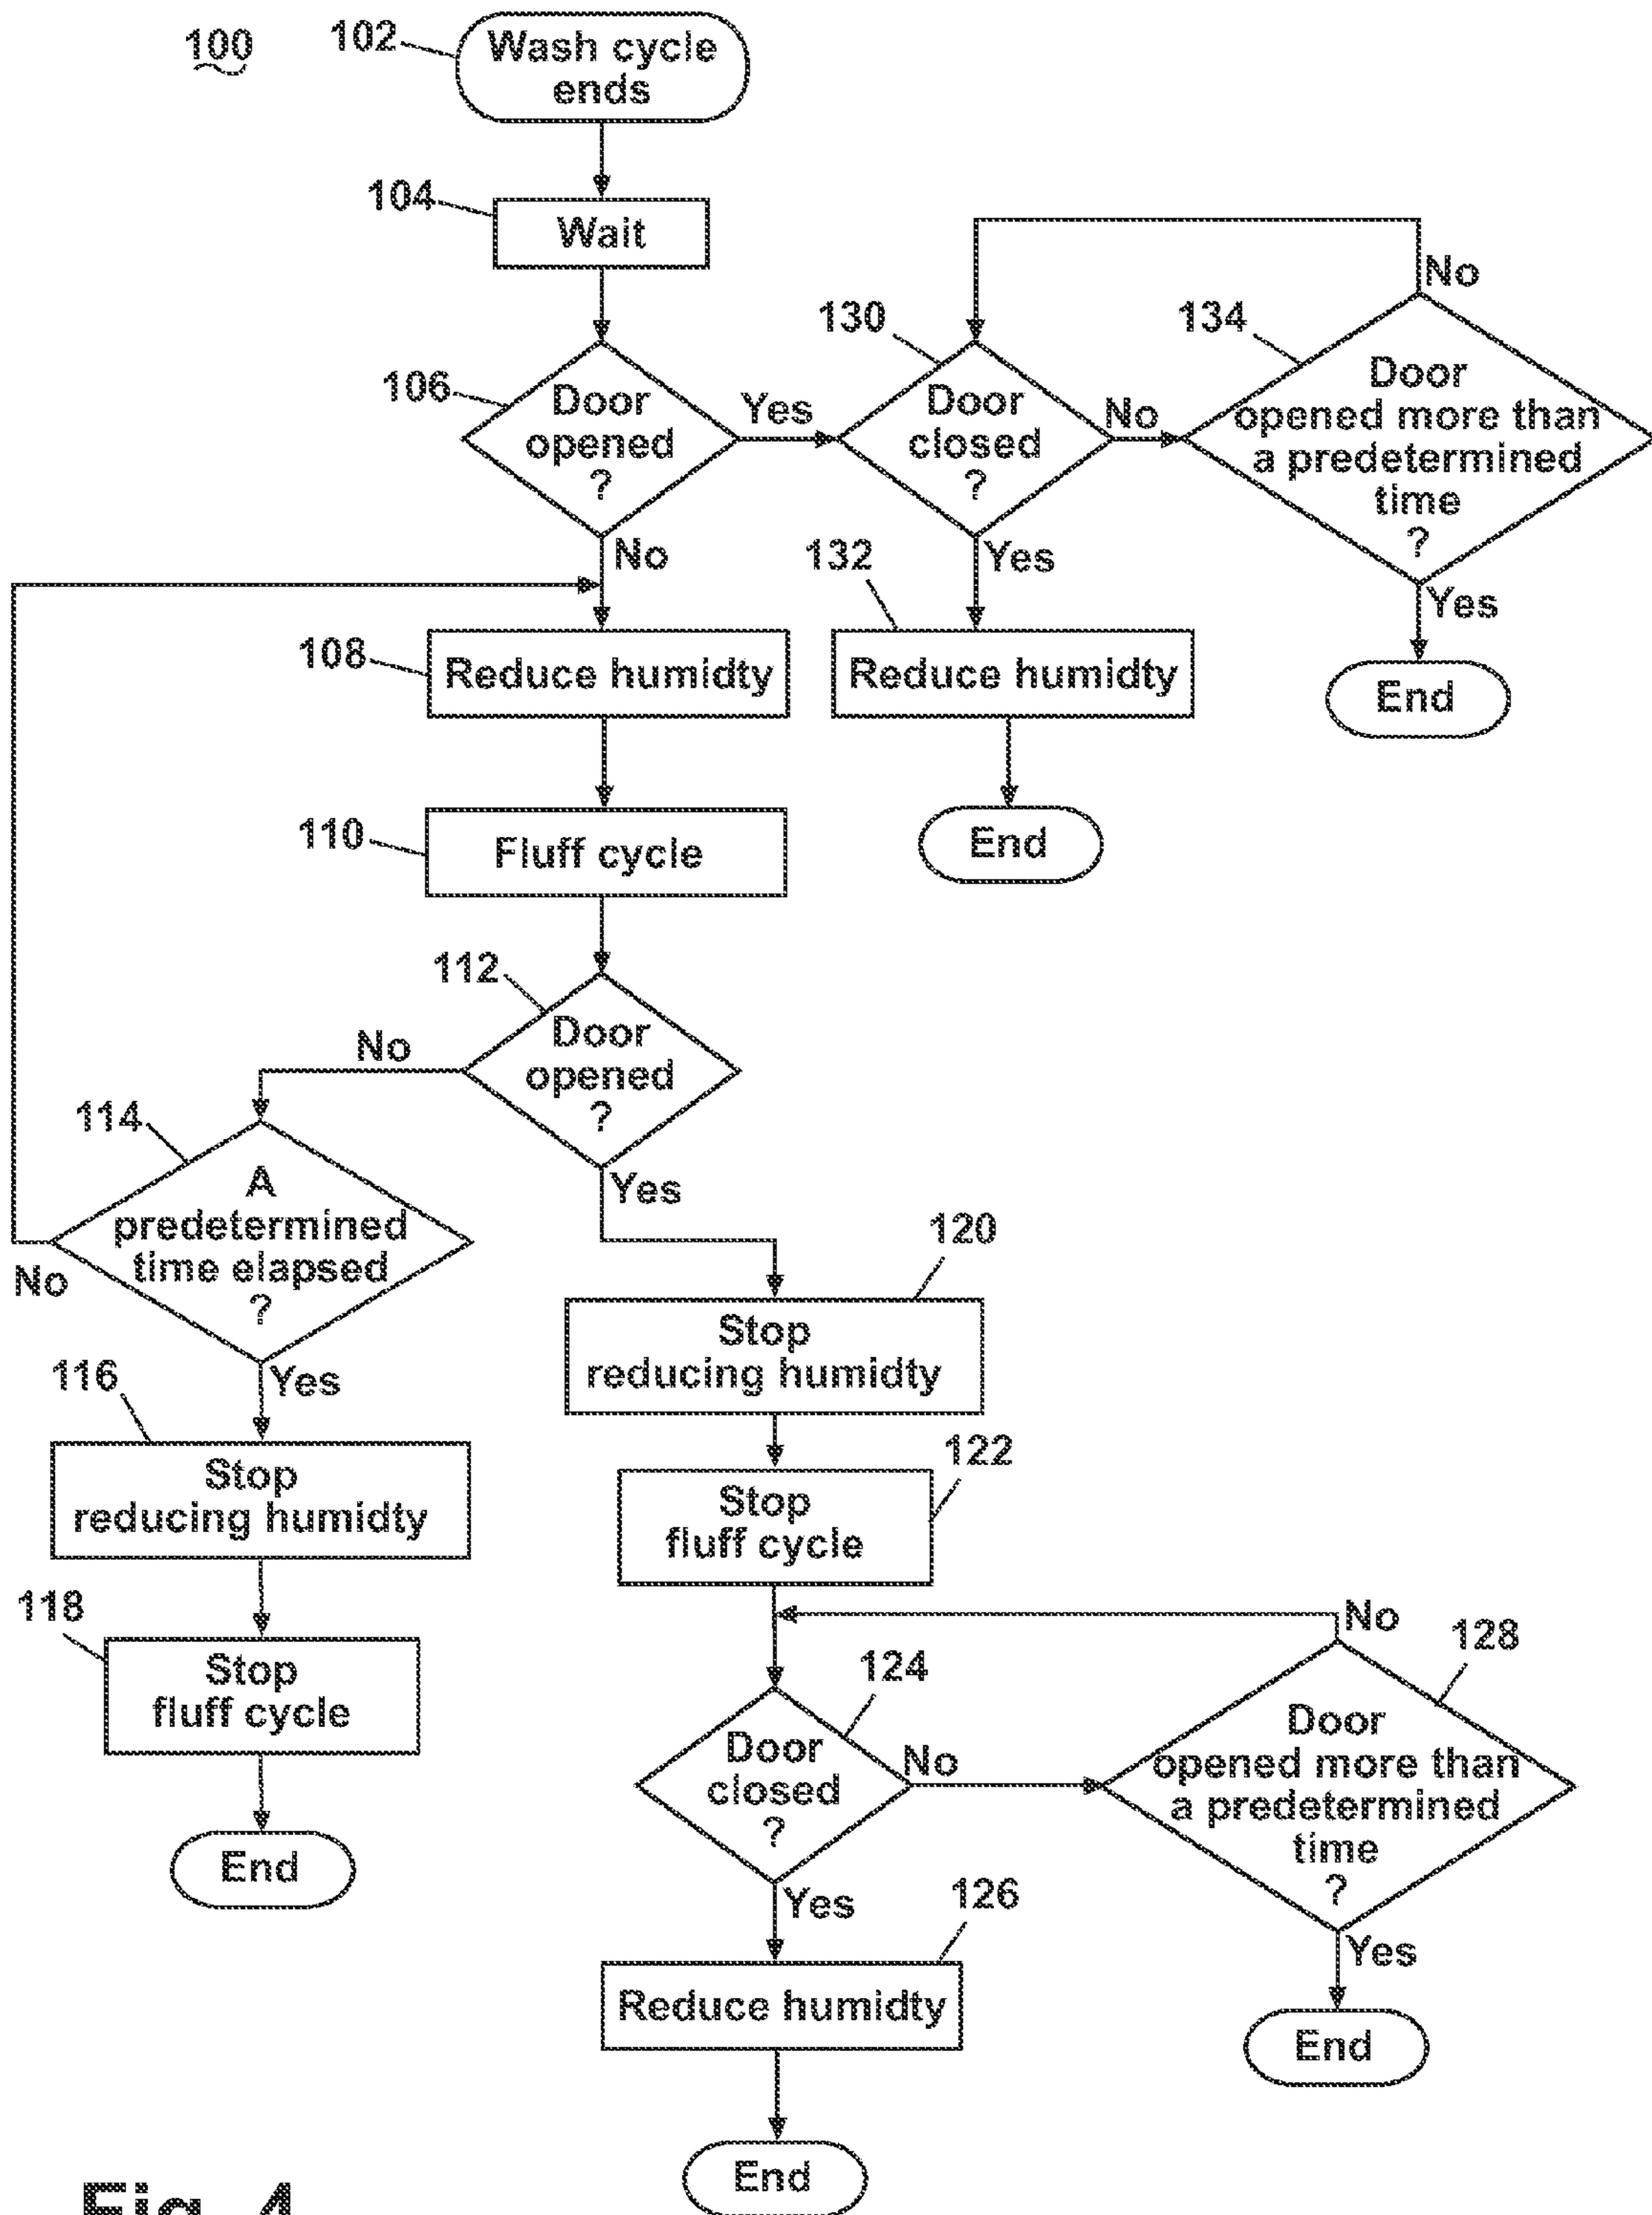 100
102
Wash cycle
ends
104
Wait
106
Door
opened
?
Yes
No
130
Door
closed
?
No
Yes
134
Door
opened more than
a predetermined
time
?
No
Yes
End
132
Reduce humidty
End
108
Reduce humidty
110
Fluff cycle
112
Door
opened
?
No
Yes
114
A
predetermined
time elapsed
?
No
Yes
116
Stop
reducing humidty
118
Stop
fluff cycle
End
120
Stop
reducing humidty
122
Stop
fluff cycle
124
Door
closed
?
No
Yes
128
Door
opened more than
a predetermined
time
?
No
Yes
End
126
Reduce humidty
End
Fig. 4